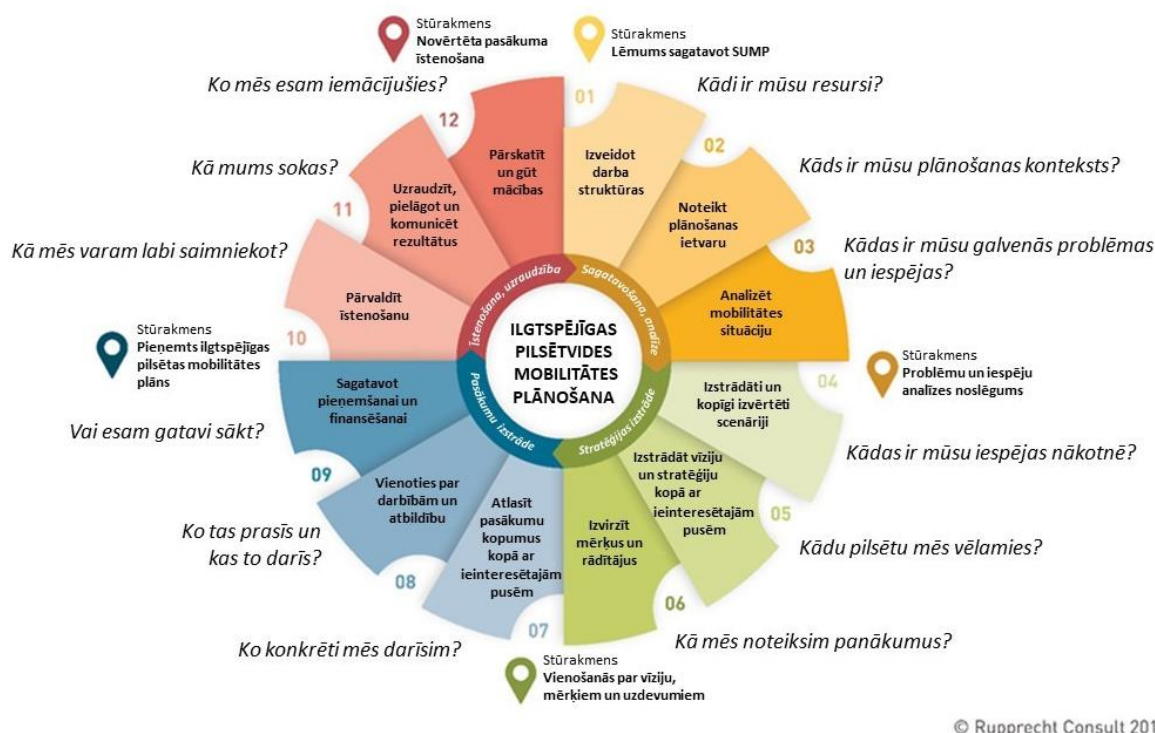 Stūrakmens
Novērtēta pasākuma
īstenošana
Stūrakmens
Lēmums sagatavot SUMP
Ko mēs esam iemācījušies?
Kādi ir mūsu resursi?
12
01
Pārskatīt
un gūt
mācības
Izveidot
darba
struktūras
02
Kāds ir mūsu plānošanas konteksts?
Noteikt
plānošanas
ietvaru
03
Kādas ir mūsu galvenās problēmas
un iespējas?
Analizēt
mobilitātes
situāciju
Stūrakmens
Problēmu un iespēju
analīzes noslēgums
04
Izstrādāti un
kopīgi izvērtēti
scenāriji
Kādas ir mūsu iespējas nākotnē?
05
Izstrādāt vīziju
un stratēģiju
kopā ar
ieinteresētajām
pusēm
Kādu pilsētu mēs vēlamies?
06
Izvirzīt
mērķus un
rādītājus
Kā mēs noteiksim panākumus?
Stūrakmens
Vienošanās par vīziju,
mērķiem un uzdevumiem
07
Atlasīt
pasākumu
kopumus
kopā ar
ieinteresētajām
pusēm
Ko konkrēti mēs darīsim?
08
Vienoties par
darbībām un
atbildību
Ko tas prasīs un
kas to darīs?
09
Sagatavot
pieņemšanai un
finansēšanai
Vai esam gatavi sākt?
Stūrakmens
Pieņemts ilgtspējīgas
pilsētas mobilitātes
plāns
10
Pārvaldīt
īstenošanu
Kā mēs varam labi saimniekot?
11
Uzraudzīt,
pielāgot un
komunicēt
rezultātus
Kā mums sokas?
Īstenošana, uzraudzība
Sagatavošana, analīze
Stratēģijas izstrāde
Pasākumu izstrāde
ILGTSPĒJĪGAS
PILSĒTVIDES
MOBILITĀTES
PLĀNOŠANA
© Rupprecht Consult 201